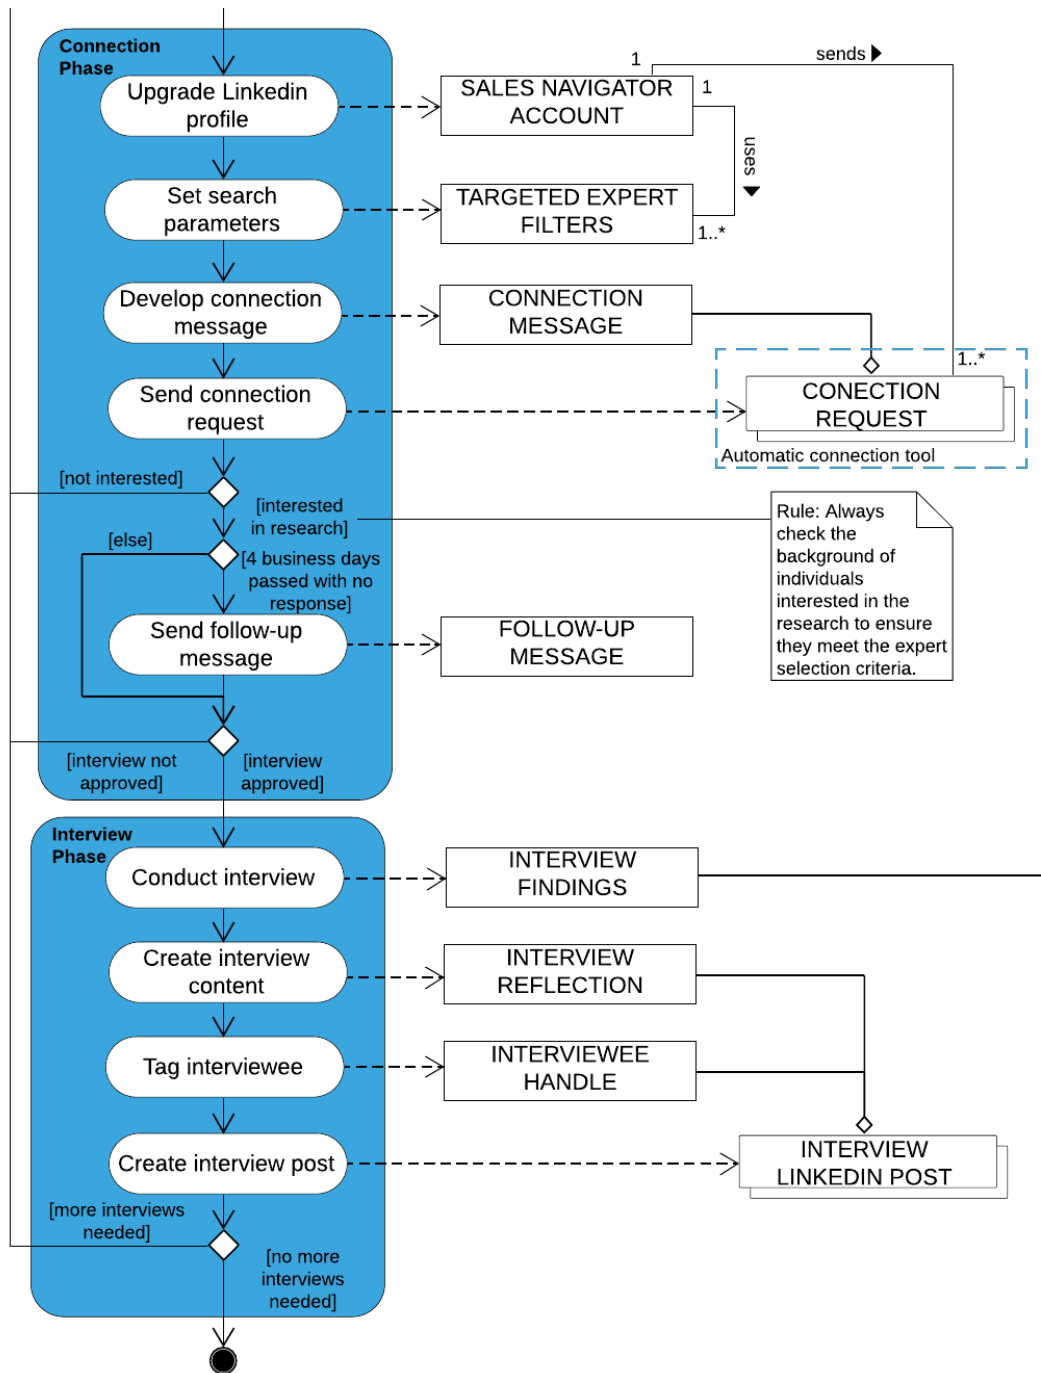 Connection
Phase
Upgrade Linkedin
profile
SALES NAVIGATOR
ACCOUNT
1
sends
1
uses
Set search
parameters
TARGETED EXPERT
FILTERS
1..*
Develop connection
message
CONNECTION
MESSAGE
1..*
Send connection
request
CONECTION
REQUEST
Automatic connection tool
[not interested]
[interested
in research]
[else]
[4 business days
passed with no
response]
Rule: Always
check the
background of
individuals
interested in the
research to ensure
they meet the expert
selection criteria.
Send follow-up
message
FOLLOW-UP
MESSAGE
[interview not
approved]
[interview
approved]
Interview
Phase
Conduct interview
INTERVIEW
FINDINGS
Create interview
content
INTERVIEW
REFLECTION
Tag interviewee
INTERVIEWEE
HANDLE
Create interview post
INTERVIEW
LINKEDIN POST
[more interviews
needed]
[no more
interviews
needed]